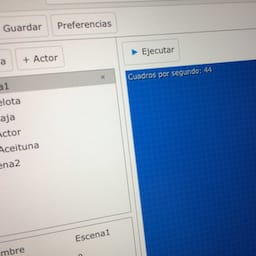 Guardar
Preferencias
a
+ Actor
Ejecutar
Cuadros por segundo: 44
a1
×
elota
aja
Actor
Aceituna
ena2
mbre
Escena1